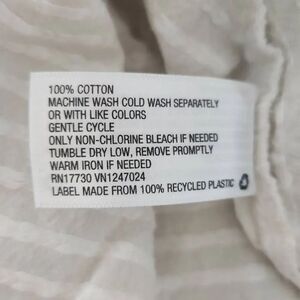 100% COTTON
MACHINE WASH COLD WASH SEPARATELY
OR WITH LIKE COLORS
GENTLE CYCLE
ONLY NON-CHLORINE BLEACH IF NEEDED
TUMBLE DRY LOW, REMOVE PROMPTLY
WARM IRON IF NEEDED
RN17730 VN1247024
LABEL MADE FROM 100% RECYCLED PLASTIC